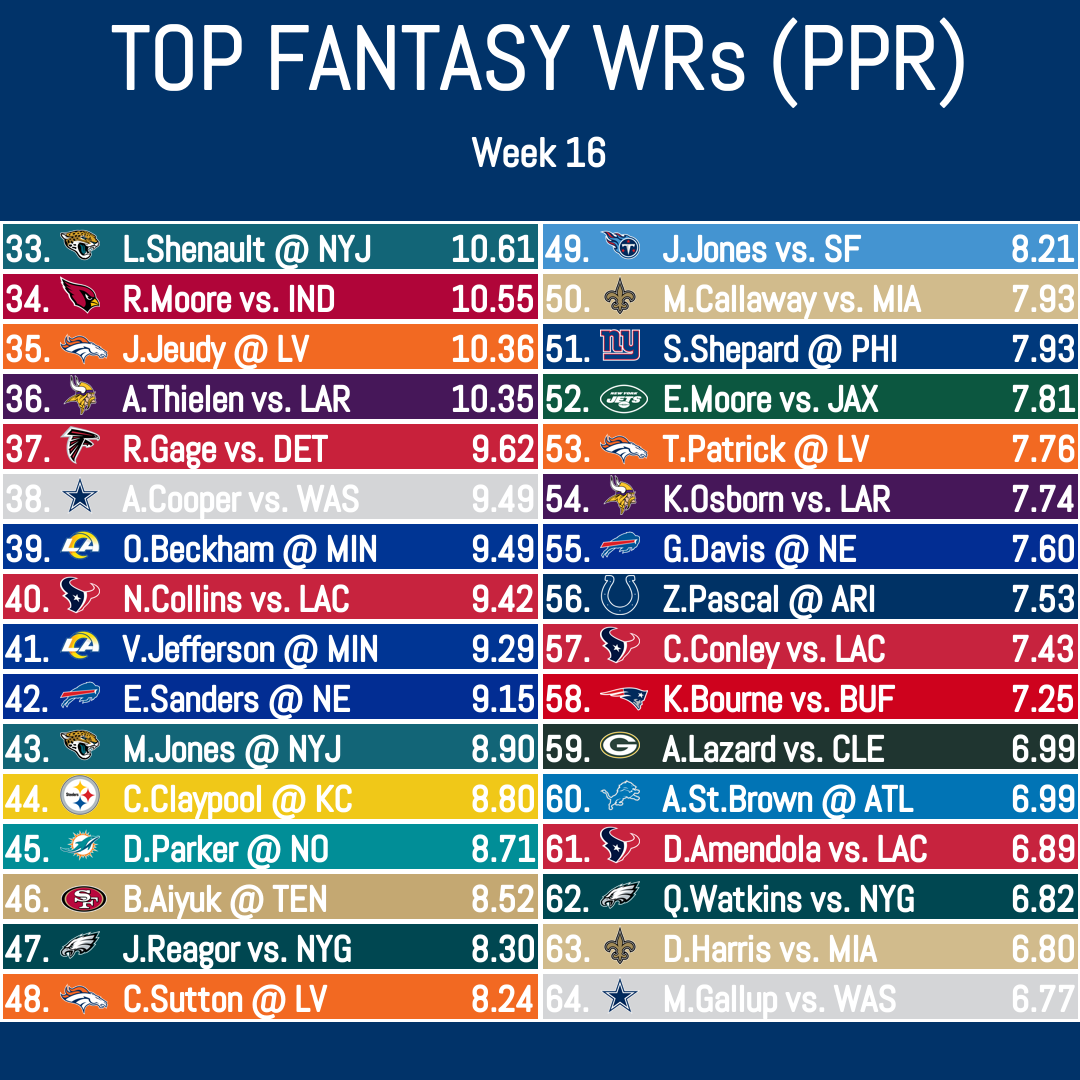 TOP FANTASY WRs (PPR)
Week 16
33. L.Shenault @ NYJ 10.61
34. R.Moore vs. IND 10.55
35. J.Jeudy @ LV 10.36
36. A.Thielen vs. LAR 10.35
37. R.Gage vs. DET 9.62
38. A.Cooper vs. WAS 9.49
39. O.Beckham @ MIN 9.49
40. N.Collins vs. LAC 9.42
41. V.Jefferson @ MIN 9.29
42. E.Sanders @ NE 9.15
43. M.Jones @ NYJ 8.90
44. C.Claypool @ KC 8.80
45. D.Parker @ NO 8.71
46. B.Aiyuk @ TEN 8.52
47. J.Reagor vs. NYG 8.30
48. C.Sutton @ LV 8.24
49. J.Jones vs. SF 8.21
50. M.Callaway vs. MIA 7.93
51. ny S.Shepard @ PHI 7.93
52. NEW YORK JETS E.Moore vs. JAX 7.81
53. T.Patrick @ LV 7.76
54. K.Osborn vs. LAR 7.74
55. G.Davis @ NE 7.60
56. Z.Pascal @ ARI 7.53
57. C.Conley vs. LAC 7.43
58. K.Bourne vs. BUF 7.25
59. G A.Lazard vs. CLE 6.99
60. A.St.Brown @ ATL 6.99
61. D.Amendola vs. LAC 6.89
62. Q.Watkins vs. NYG 6.82
63. D.Harris vs. MIA 6.80
64. M.Gallup vs. WAS 6.77